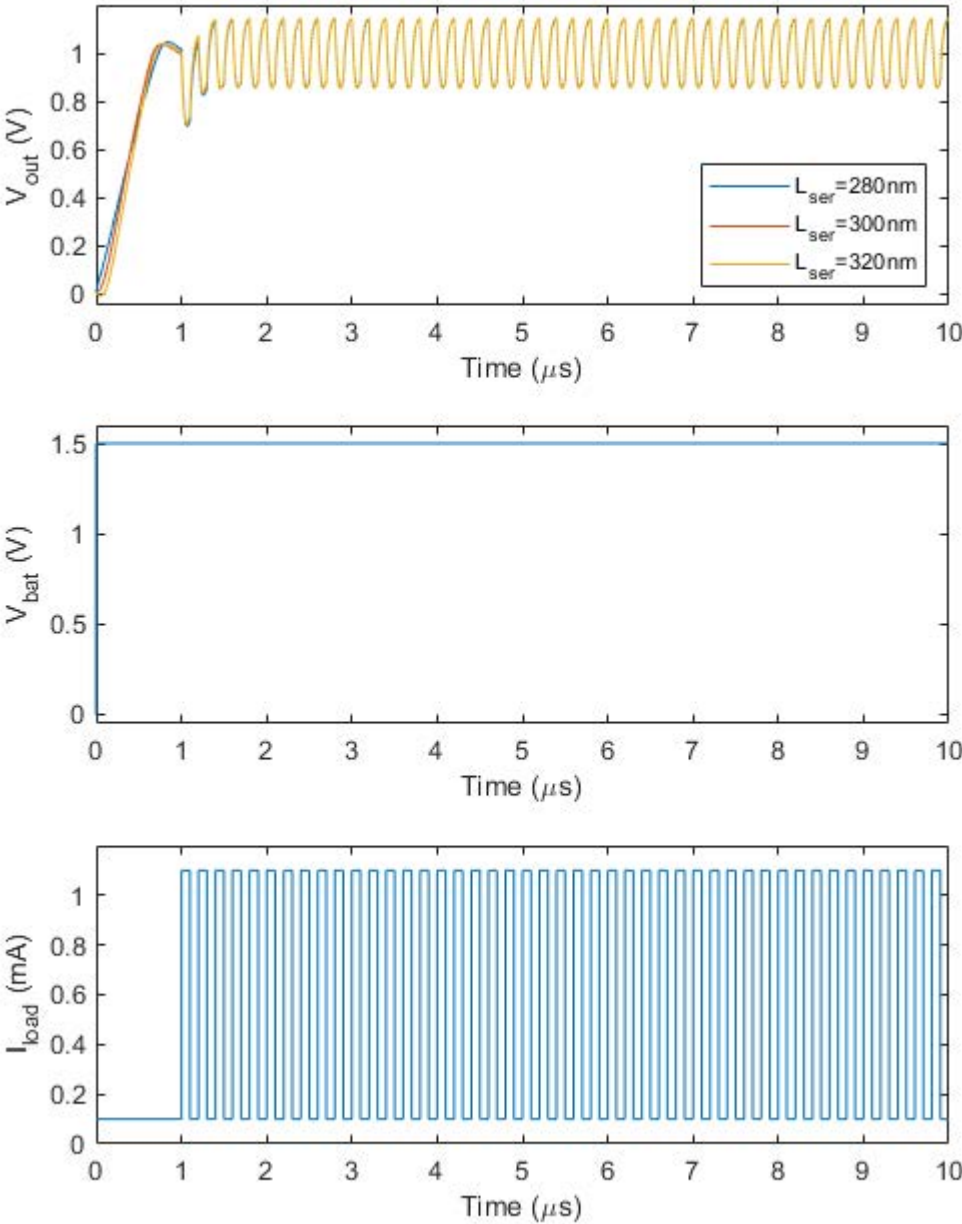 1
0.8
0.6
0.4
0.2
0
V_out (V)
L_ser=280nm
L_ser=300nm
L_ser=320nm
0 1 2 3 4 5 6 7 8 9 10
Time (μs)
1.5
1
0.5
0
V_bat (V)
0 1 2 3 4 5 6 7 8 9 10
Time (μs)
1
0.8
0.6
0.4
0.2
0
I_load (mA)
0 1 2 3 4 5 6 7 8 9 10
Time (μs)